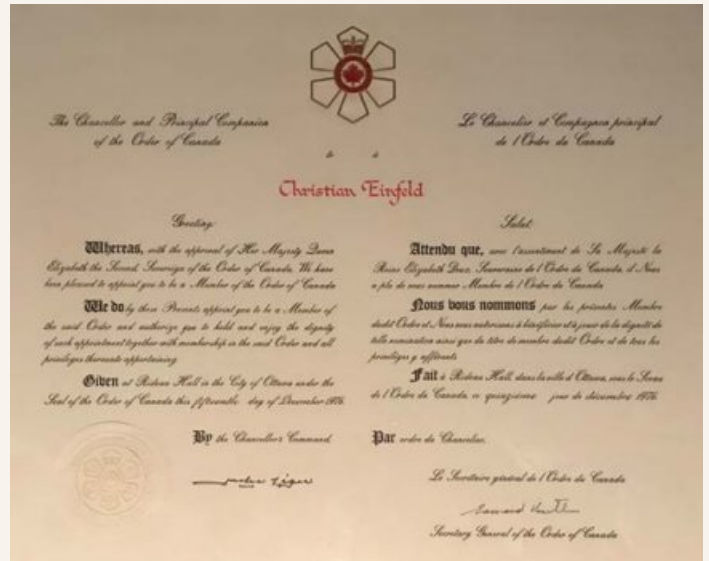 The Chancellor and Principal Companion
of the Order of Canada
Le Chancelier et Compagnon principal
de l'Ordre du Canada
to à
Christian Eirfeld
Greeting:
Whereas, with the approval of Her Majesty Queen
Elizabeth the Second, Sovereign of the Order of Canada, We have
been pleased to appoint you to be a Member of the Order of Canada
We do by these Presents appoint you to be a Member of
the said Order and authorize you to hold and enjoy the dignity
of such appointment together with membership in the said Order and all
privileges thereunto appertaining
Given at Rideau Hall in the City of Ottawa under the
Seal of the Order of Canada this fifteenth day of December 1976
By the Chancellor's Command,
Salut:
Attendu que, avec l'assentiment de Sa Majesté la
Reine Elizabeth Deux, Souveraine de l'Ordre du Canada, il Nous
a plu de vous nommer Membre de l'Ordre du Canada
Nous vous nommons par les présentes Membre
dudit Ordre et Nous vous autorisons à bénéficier et à jouir de la dignité de
telle nomination ainsi que du titre de membre dudit Ordre et de tous les
privilèges y afférents
Fait à Rideau Hall, dans la ville d'Ottawa, sous le Sceau
de l'Ordre du Canada, ce quinzième jour de décembre 1976
Par ordre du Chancelier,
Le Secrétaire général de l'Ordre du Canada
Secretary General of the Order of Canada